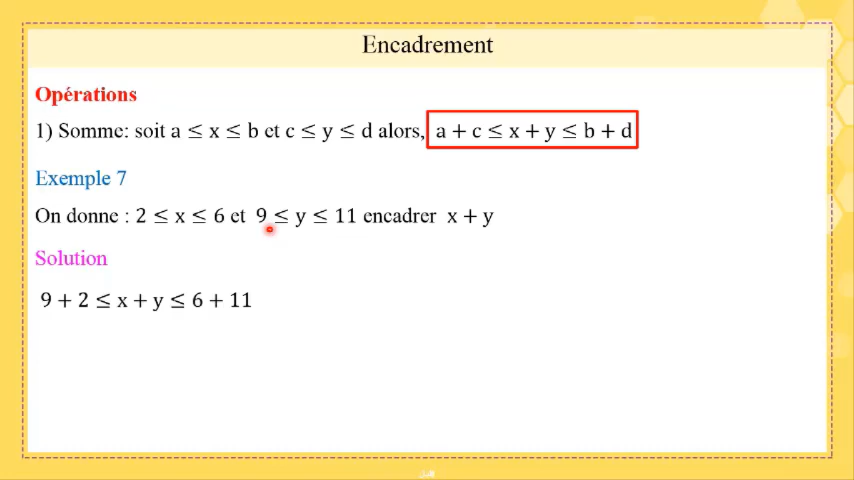 Encadrement
Opérations
1) Somme: soit a ≤ x ≤ b et c ≤ y ≤ d alors, a + c ≤ x + y ≤ b + d
Exemple 7
On donne : 2 ≤ x ≤ 6 et 9 ≤ y ≤ 11 encadrer x + y
Solution
9 + 2 ≤ x + y ≤ 6 + 11